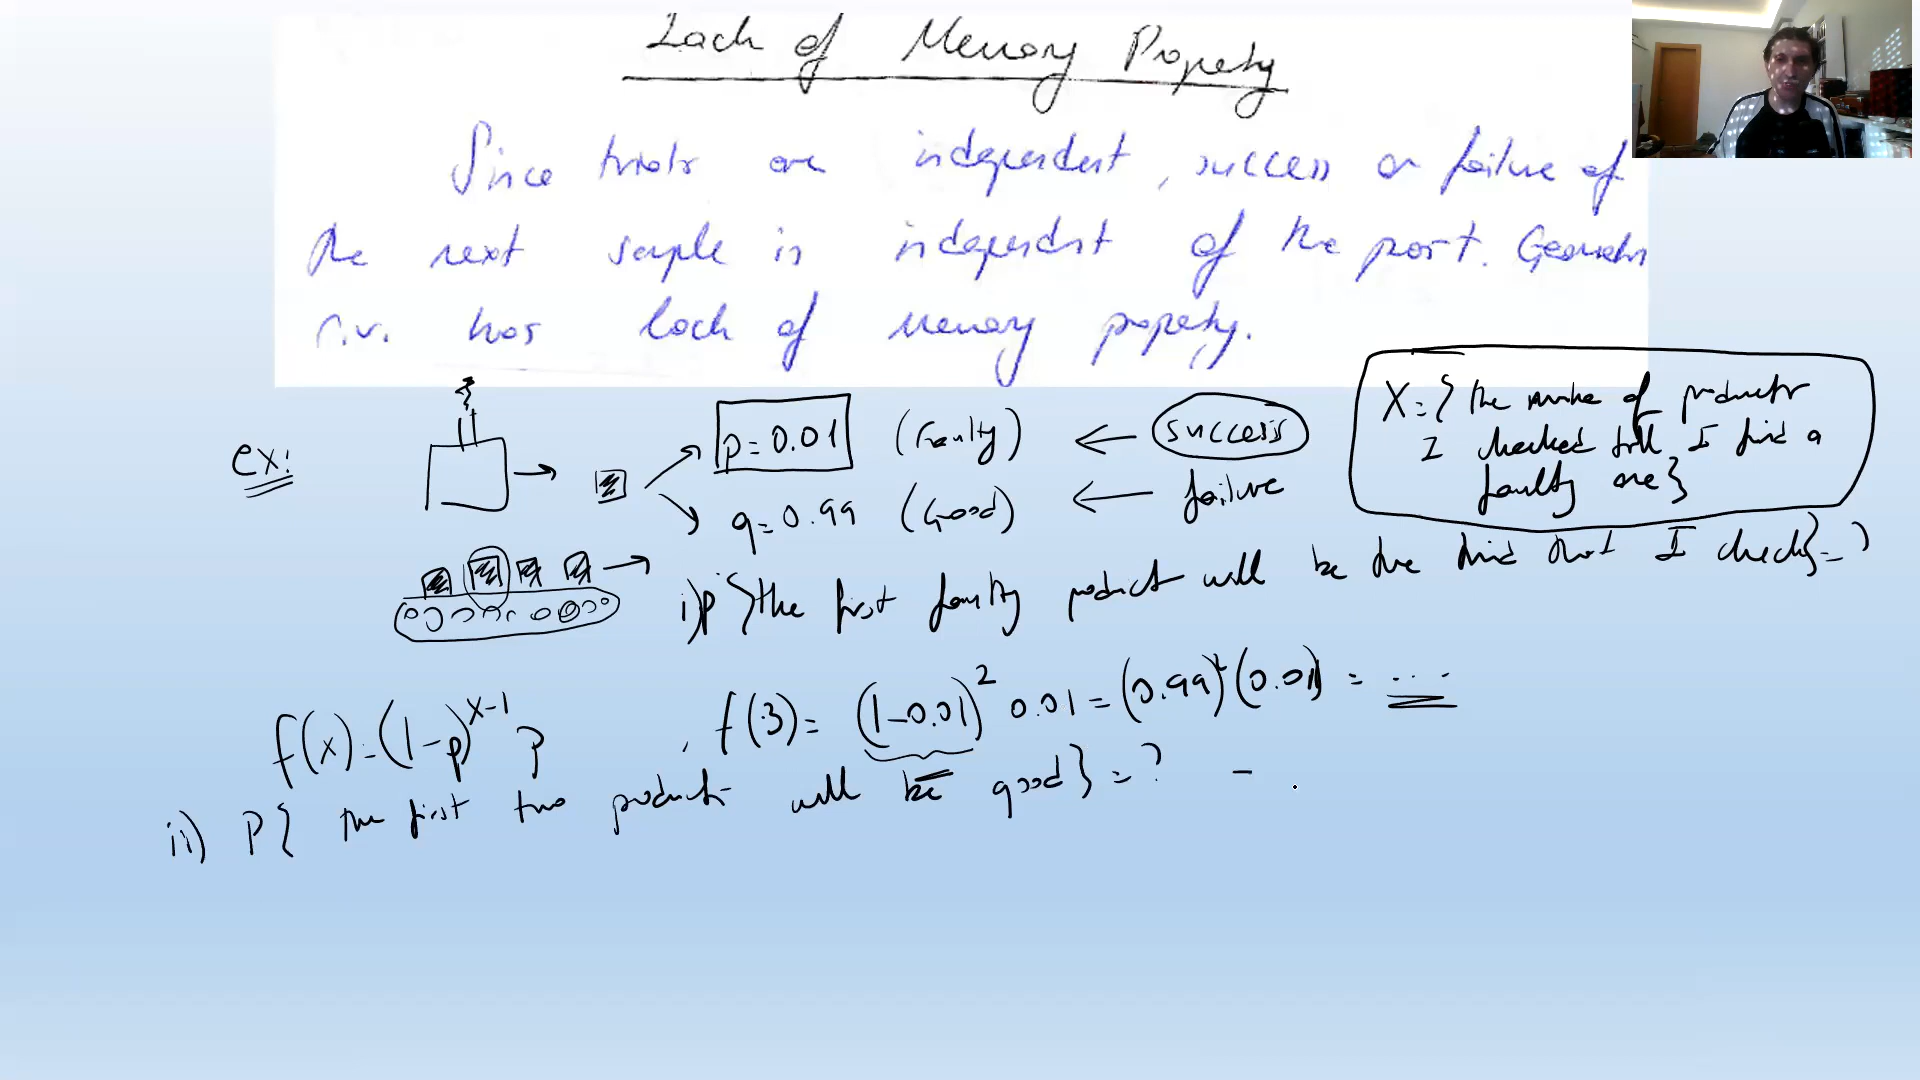 Lack of Memory Property
Since trials are independent, success or failure of
the next sample is independent of the past. Geometric
r.v. has lack of memory property.
ex:
p=0.01 (Faulty) ← success
q=0.99 (Good) ← failure
X={the number of products
I checked till I find a
faulty one}
i) P{the first faulty product will be the third that I check}=?
f(x)=(1-p)^{x-1} p , f(3)= (1-0.01)^2 0.01=(0.99)^2(0.01) = ...
ii) P{ the first two products will be good}=? -